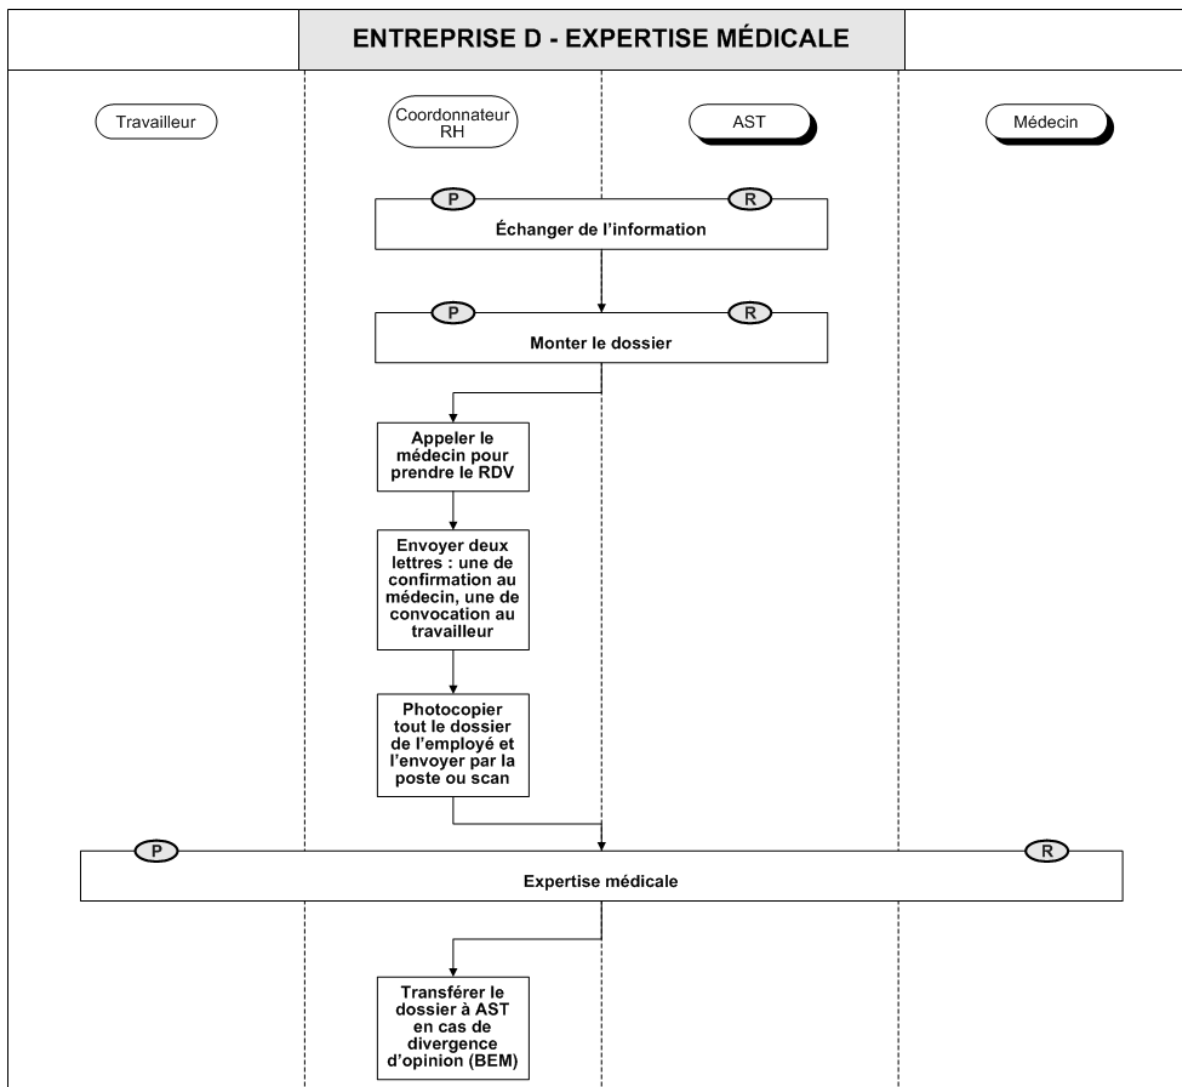 ENTREPRISE D - EXPERTISE MÉDICALE
Travailleur
Coordonnateur
RH
AST
Médecin
P
R
Échanger de l’information
P
R
Monter le dossier
Appeler le
médecin pour
prendre le RDV
Envoyer deux
lettres : une de
confirmation au
médecin, une de
convocation au
travailleur
Photocopier
tout le dossier
de l’employé et
l’envoyer par la
poste ou scan
P
R
Expertise médicale
Transférer le
dossier à AST
en cas de
divergence
d’opinion (BEM)